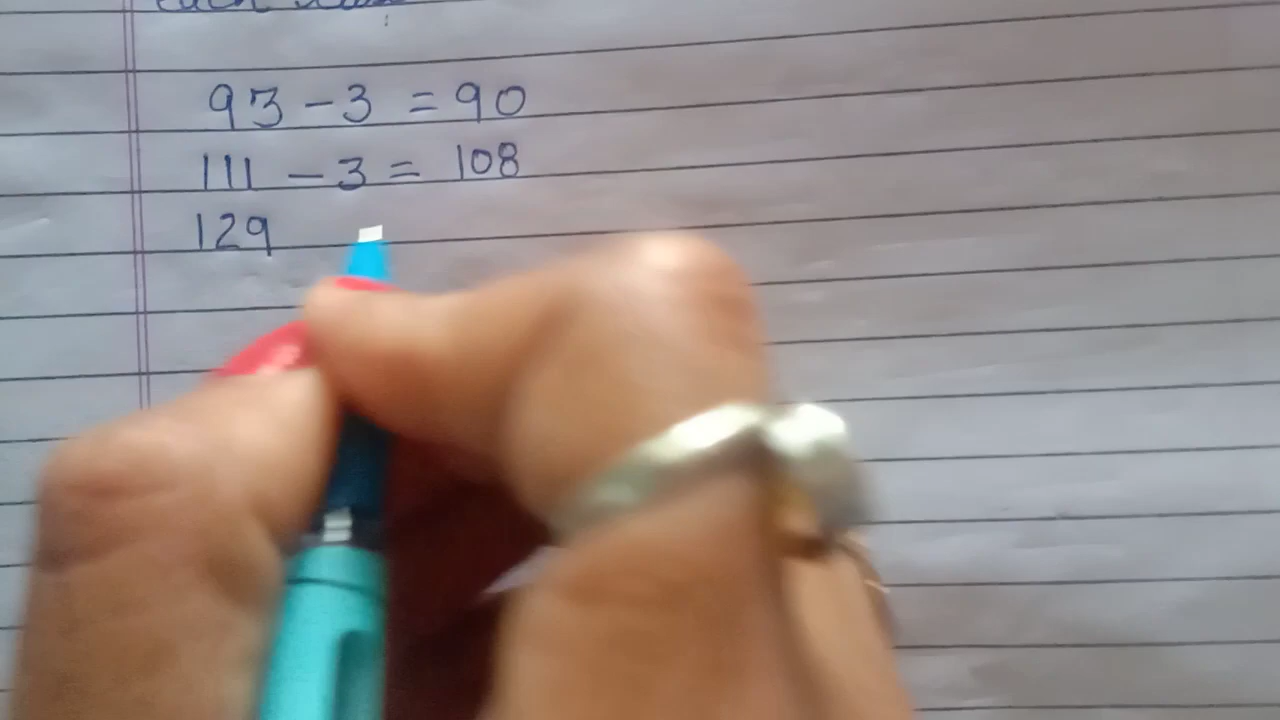 93 - 3 = 90
111 - 3 = 108
129